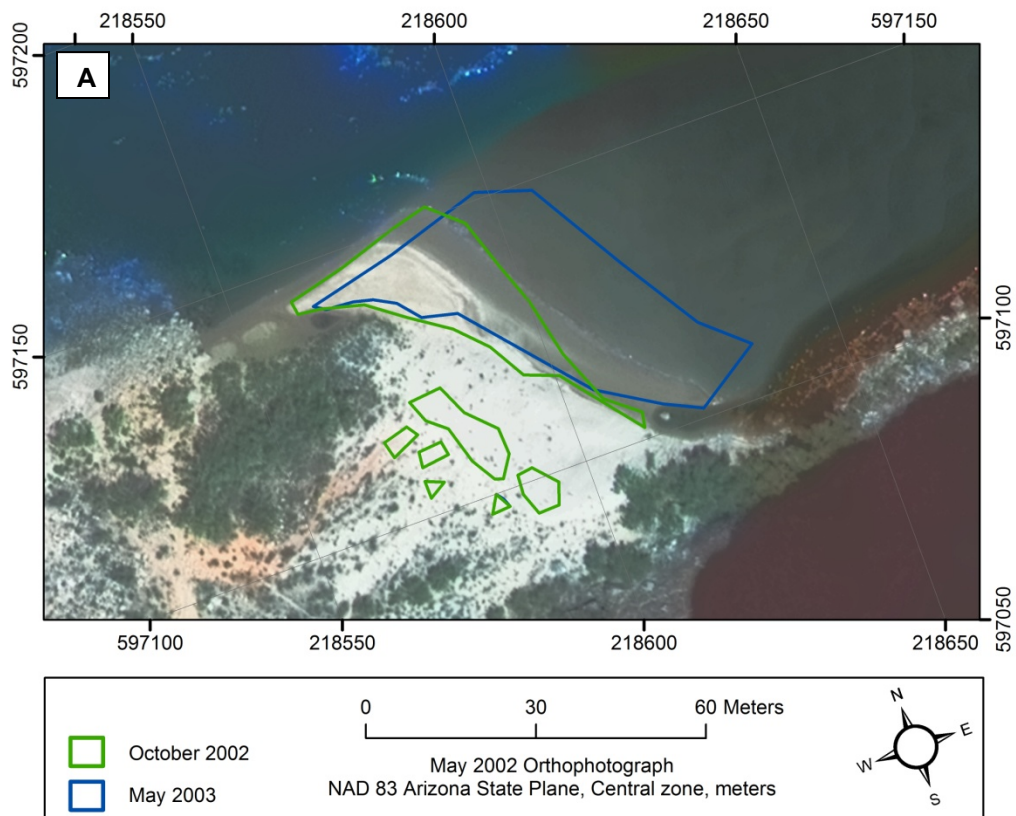 218550 218600 218650 597150
597200
A
597150
597100
597050
597100 218550 218600 218650
0 30 60 Meters
October 2002
May 2003
May 2002 Orthophotograph
NAD 83 Arizona State Plane, Central zone, meters
N
E
W
S